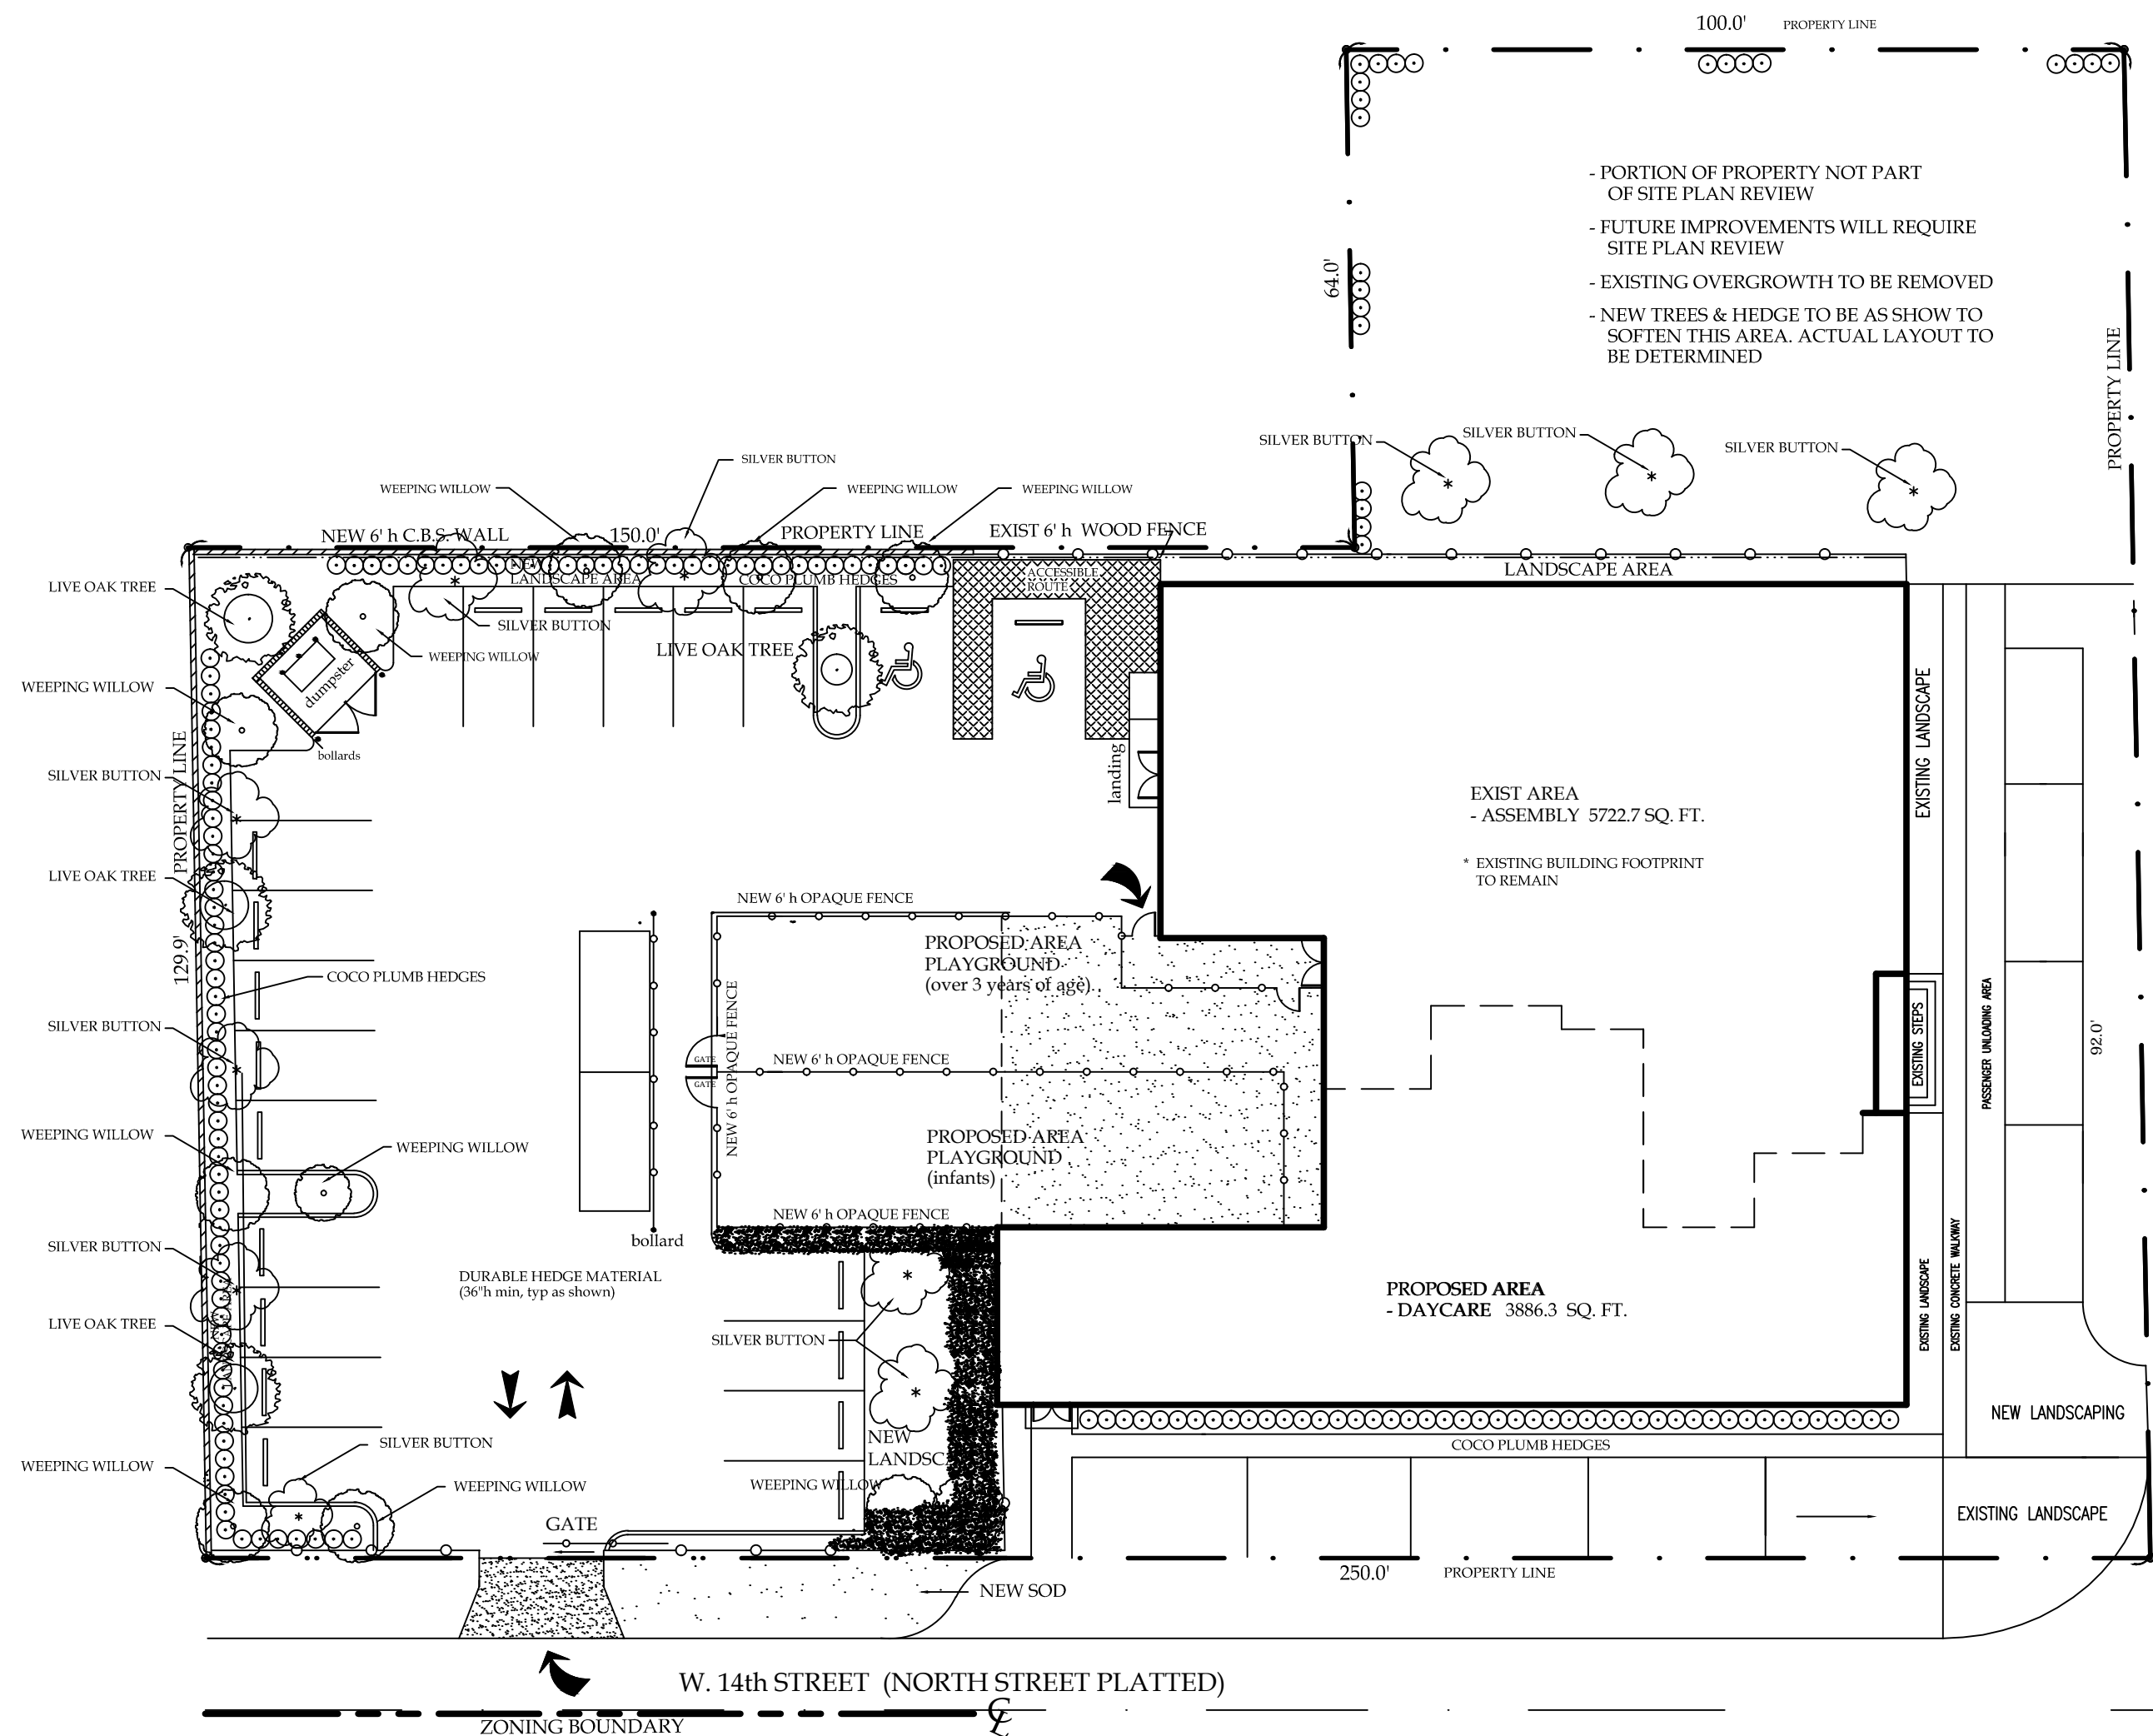 100.0' PROPERTY LINE
- PORTION OF PROPERTY NOT PART
OF SITE PLAN REVIEW
- FUTURE IMPROVEMENTS WILL REQUIRE
SITE PLAN REVIEW
- EXISTING OVERGROWTH TO BE REMOVED
- NEW TREES & HEDGE TO BE AS SHOW TO
SOFTEN THIS AREA. ACTUAL LAYOUT TO
BE DETERMINED
64.0'
PROPERTY LINE
SILVER BUTTON
SILVER BUTTON
SILVER BUTTON
SILVER BUTTON
WEEPING WILLOW
WEEPING WILLOW
WEEPING WILLOW
NEW 6' h C.B.S. WALL
150.0'
PROPERTY LINE
EXIST 6' h WOOD FENCE
NEW
LANDSCAPE AREA
COCO PLUMB HEDGES
ACCESSIBLE
ROUTE
LANDSCAPE AREA
LIVE OAK TREE
SILVER BUTTON
LIVE OAK TREE
WEEPING WILLOW
dumpster
WEEPING WILLOW
bollards
PROPERTY LINE
SILVER BUTTON
landing
EXISTING LANDSCAPE
EXIST AREA
- ASSEMBLY 5722.7 SQ. FT.
* EXISTING BUILDING FOOTPRINT
TO REMAIN
LIVE OAK TREE
129.9'
NEW 6' h OPAQUE FENCE
PROPOSED AREA
PLAYGROUND
(over 3 years of age)
COCO PLUMB HEDGES
NEW 6' h OPAQUE FENCE
SILVER BUTTON
GATE
GATE
NEW 6' h OPAQUE FENCE
EXISTING STEPS
PASSENGER UNLOADING AREA
92.0'
WEEPING WILLOW
WEEPING WILLOW
PROPOSED AREA
PLAYGROUND
(infants)
NEW 6' h OPAQUE FENCE
bollard
SILVER BUTTON
DURABLE HEDGE MATERIAL
(36"h min, typ as shown)
PROPOSED AREA
- DAYCARE 3886.3 SQ. FT.
EXISTING LANDSCAPE
EXISTING CONCRETE WALKWAY
LIVE OAK TREE
SILVER BUTTON
NEW LANDSCAPING
SILVER BUTTON
NEW
LANDSC
COCO PLUMB HEDGES
WEEPING WILLOW
WEEPING WILLOW
WEEPING WILLOW
EXISTING LANDSCAPE
GATE
250.0' PROPERTY LINE
NEW SOD
W. 14th STREET (NORTH STREET PLATTED)
ZONING BOUNDARY